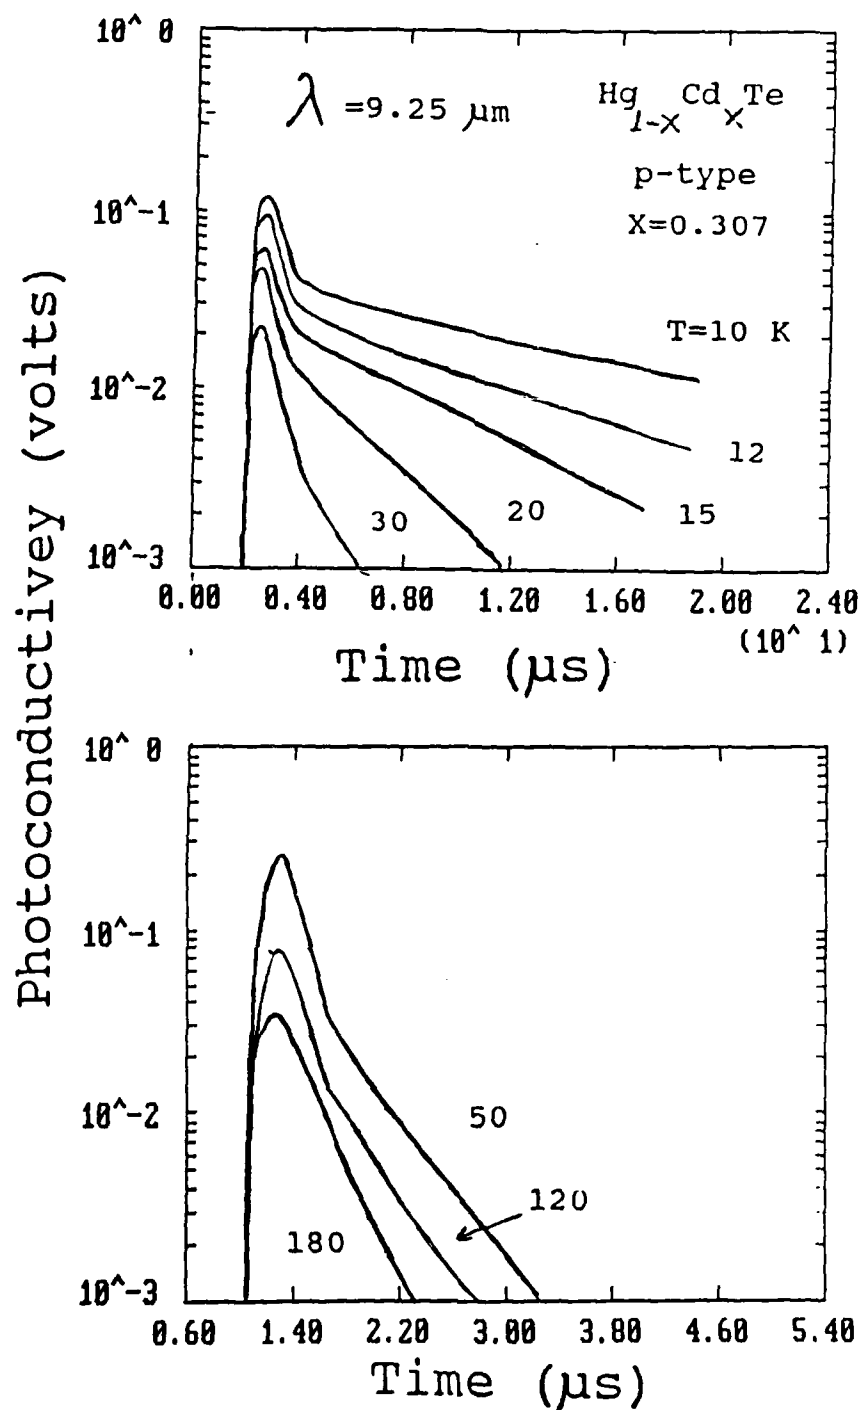 Photoconductivey (volts)
10^ 0
10^-1
10^-2
10^-3
λ =9.25 μm
Hg1-xCdxTe
p-type
X=0.307
T=10 K
12
15
20
30
0.00 0.40 0.80 1.20 1.60 2.00 2.40
(10^ 1)
Time (μs)
10^ 0
10^-1
10^-2
10^-3
50
120
180
0.60 1.40 2.20 3.00 3.80 4.60 5.40
Time (μs)